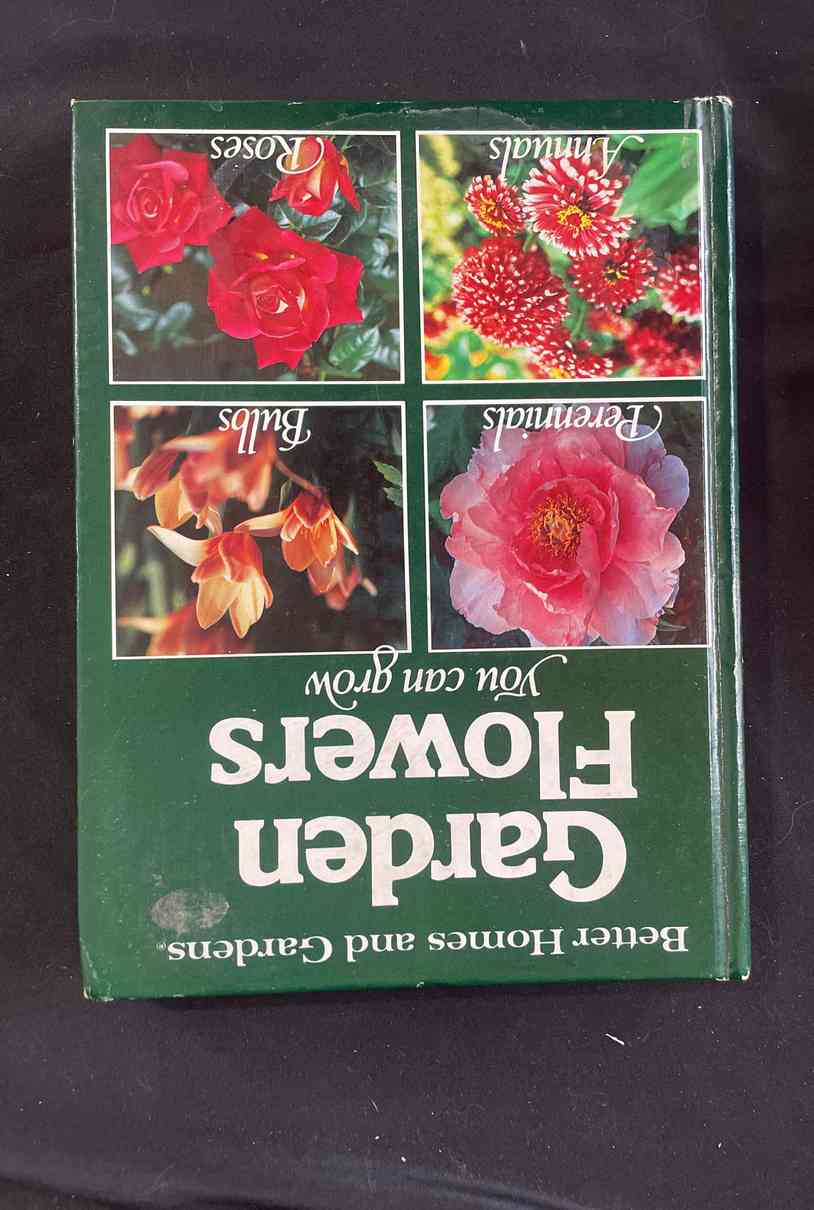 Better Homes and Gardens®
Garden
Flowers
you can grow
Perennials
Bulbs
Annuals
Roses